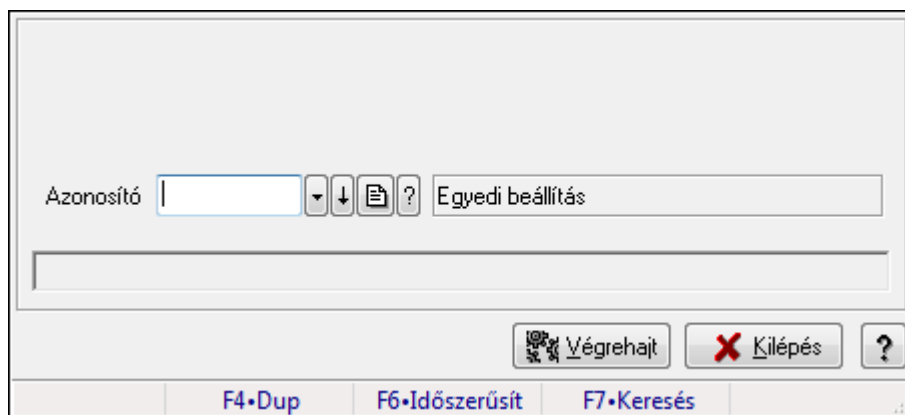 Azonosító ? Egyedi beállítás
Végrehajt Kilépés ?
F4•Dup F6•Időszerűsít F7•Keresés